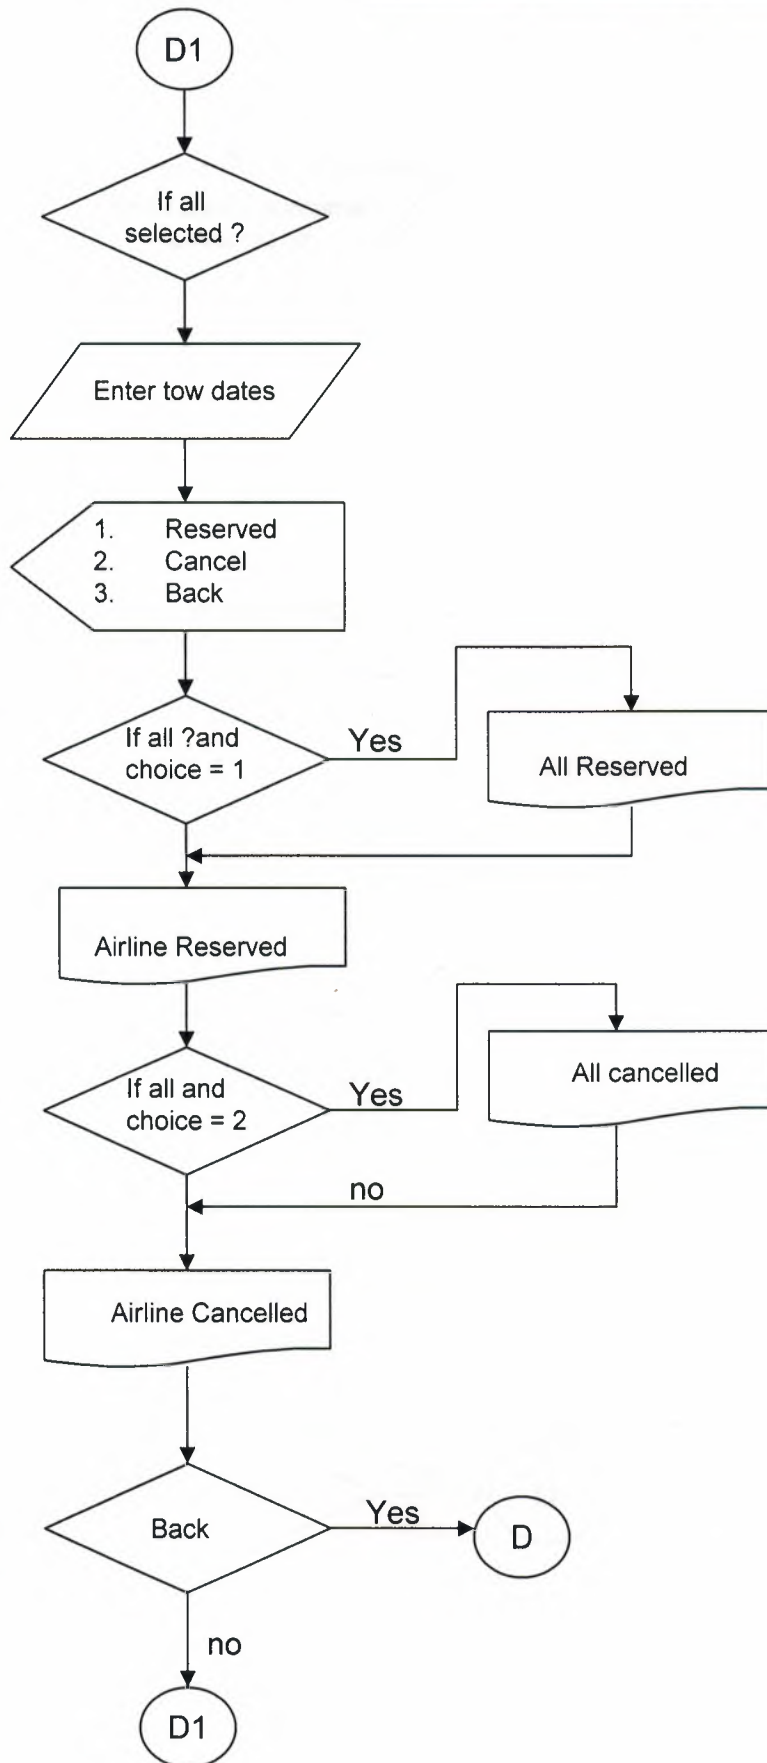 D1
If all
selected ?
Enter tow dates
1. Reserved
2. Cancel
3. Back
If all ?and
choice = 1
Yes
All Reserved
Airline Reserved
If all and
choice = 2
Yes
All cancelled
no
Airline Cancelled
Back
Yes
D
no
D1